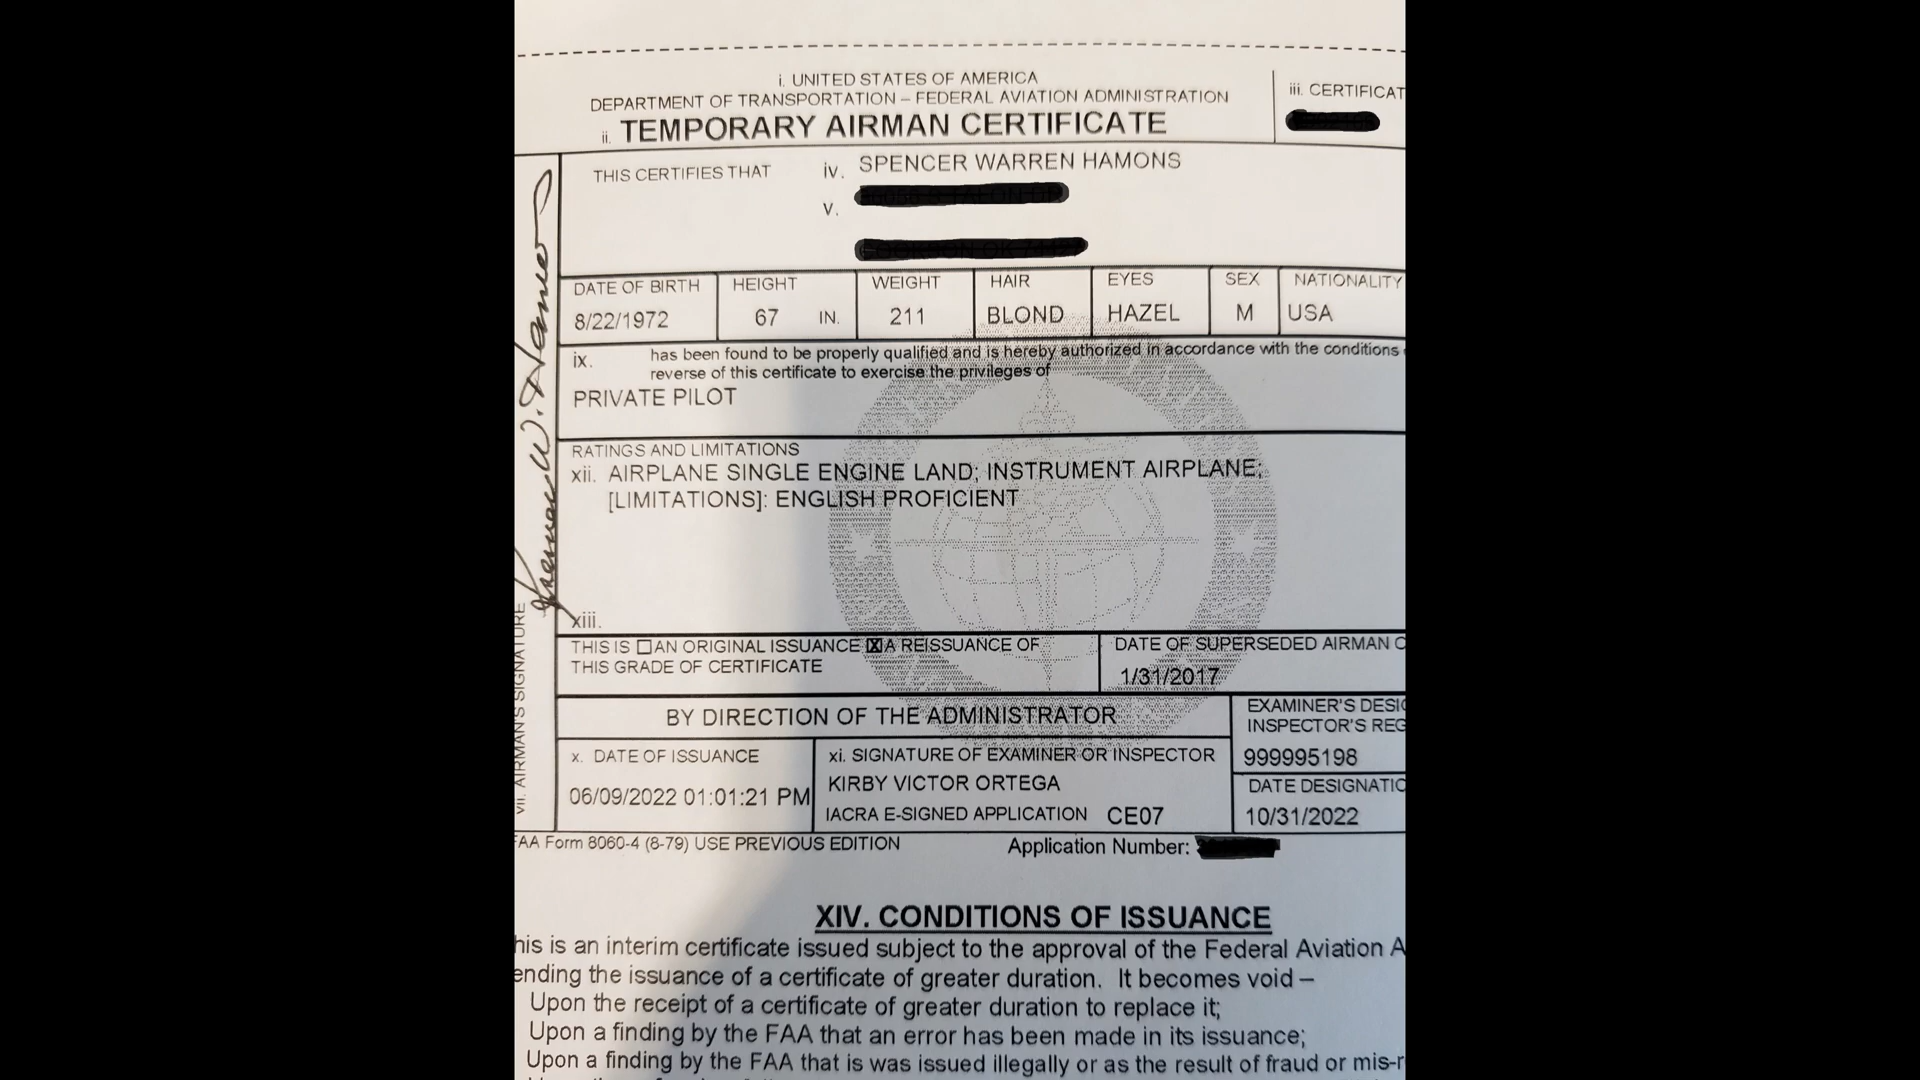 i. UNITED STATES OF AMERICA
DEPARTMENT OF TRANSPORTATION – FEDERAL AVIATION ADMINISTRATION
ii. TEMPORARY AIRMAN CERTIFICATE
iii. CERTIFICAT
THIS CERTIFIES THAT
iv. SPENCER WARREN HAMONS
v.
DATE OF BIRTH HEIGHT WEIGHT HAIR EYES SEX NATIONALITY
8/22/1972 67 IN. 211 BLOND HAZEL M USA
ix. has been found to be properly qualified and is hereby authorized in accordance with the conditions
reverse of this certificate to exercise the privileges of
PRIVATE PILOT
RATINGS AND LIMITATIONS
xii. AIRPLANE SINGLE ENGINE LAND; INSTRUMENT AIRPLANE;
[LIMITATIONS]: ENGLISH PROFICIENT
xiii.
THIS IS ☐ AN ORIGINAL ISSUANCE ☒ A REISSUANCE OF
THIS GRADE OF CERTIFICATE
DATE OF SUPERSEDED AIRMAN C
1/31/2017
BY DIRECTION OF THE ADMINISTRATOR
EXAMINER'S DESIG
INSPECTOR'S REG
999995198
x. DATE OF ISSUANCE
06/09/2022 01:01:21 PM
xi. SIGNATURE OF EXAMINER OR INSPECTOR
KIRBY VICTOR ORTEGA
IACRA E-SIGNED APPLICATION CE07
DATE DESIGNATIO
10/31/2022
vii. AIRMAN'S SIGNATURE
Spencer W. Hamons
FAA Form 8060-4 (8-79) USE PREVIOUS EDITION
Application Number:
XIV. CONDITIONS OF ISSUANCE
his is an interim certificate issued subject to the approval of the Federal Aviation A
ending the issuance of a certificate of greater duration. It becomes void –
Upon the receipt of a certificate of greater duration to replace it;
Upon a finding by the FAA that an error has been made in its issuance;
Upon a finding by the FAA that is was issued illegally or as the result of fraud or mis-r